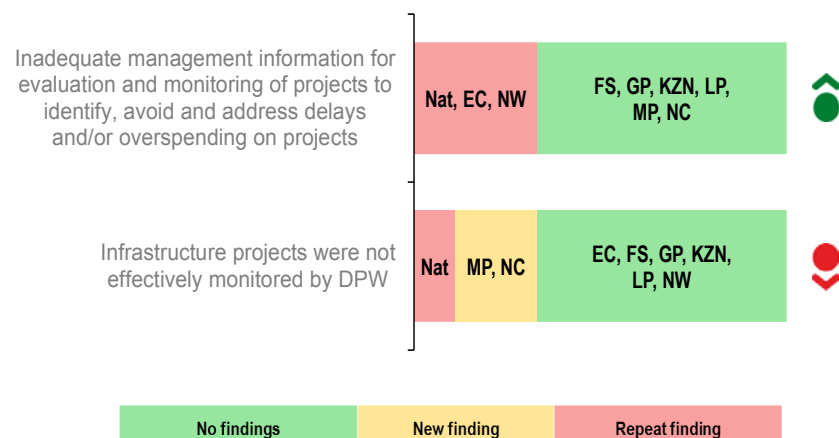 Inadequate management information for
evaluation and monitoring of projects to
identify, avoid and address delays
and/or overspending on projects
Nat, EC, NW
FS, GP, KZN, LP,
MP, NC
Infrastructure projects were not
effectively monitored by DPW
Nat
MP, NC
EC, FS, GP, KZN,
LP, NW
No findings
New finding
Repeat finding